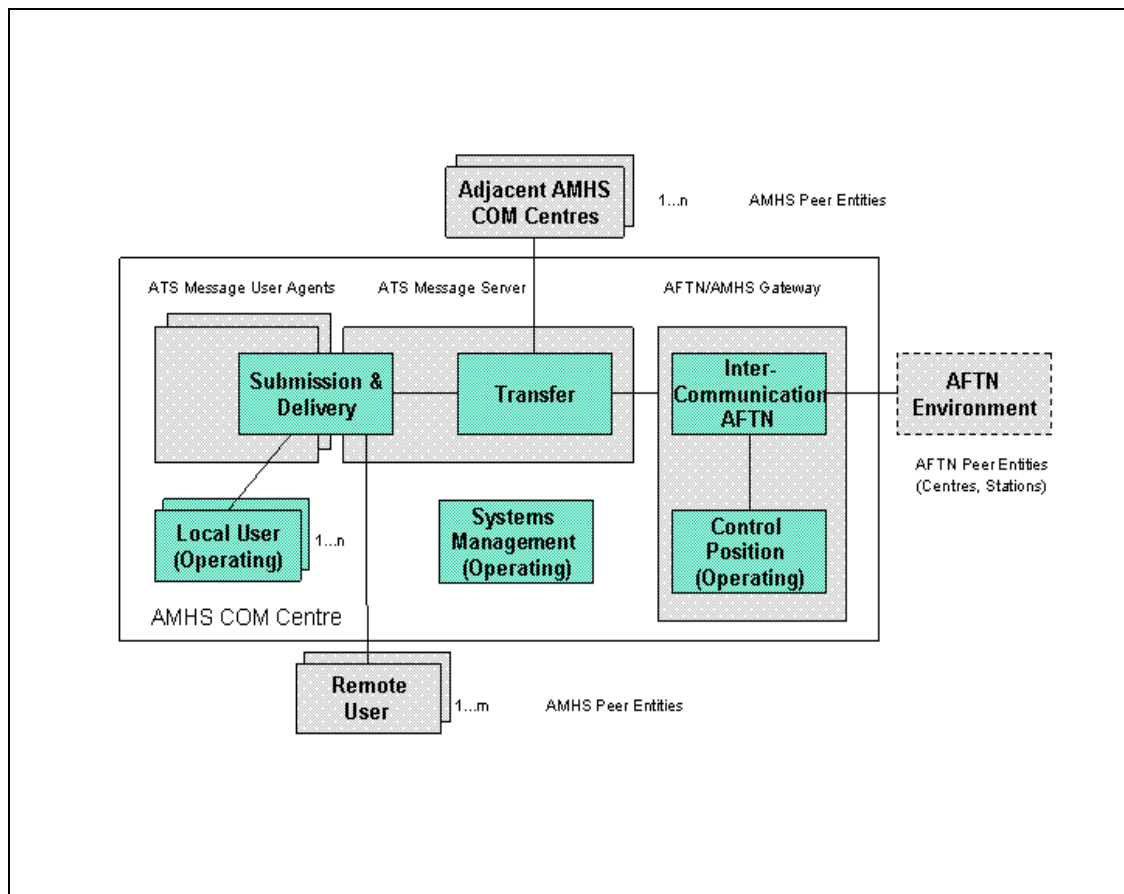 Adjacent AMHS
COM Centres
1...n
AMHS Peer Entities
ATS Message User Agents
ATS Message Server
AFTN/AMHS Gateway
Submission &
Delivery
Transfer
Inter-
Communication
AFTN
AFTN
Environment
AFTN Peer Entities
(Centres, Stations)
Local User
(Operating)
1...n
Systems
Management
(Operating)
Control
Position
(Operating)
AMHS COM Centre
Remote
User
1...m
AMHS Peer Entities